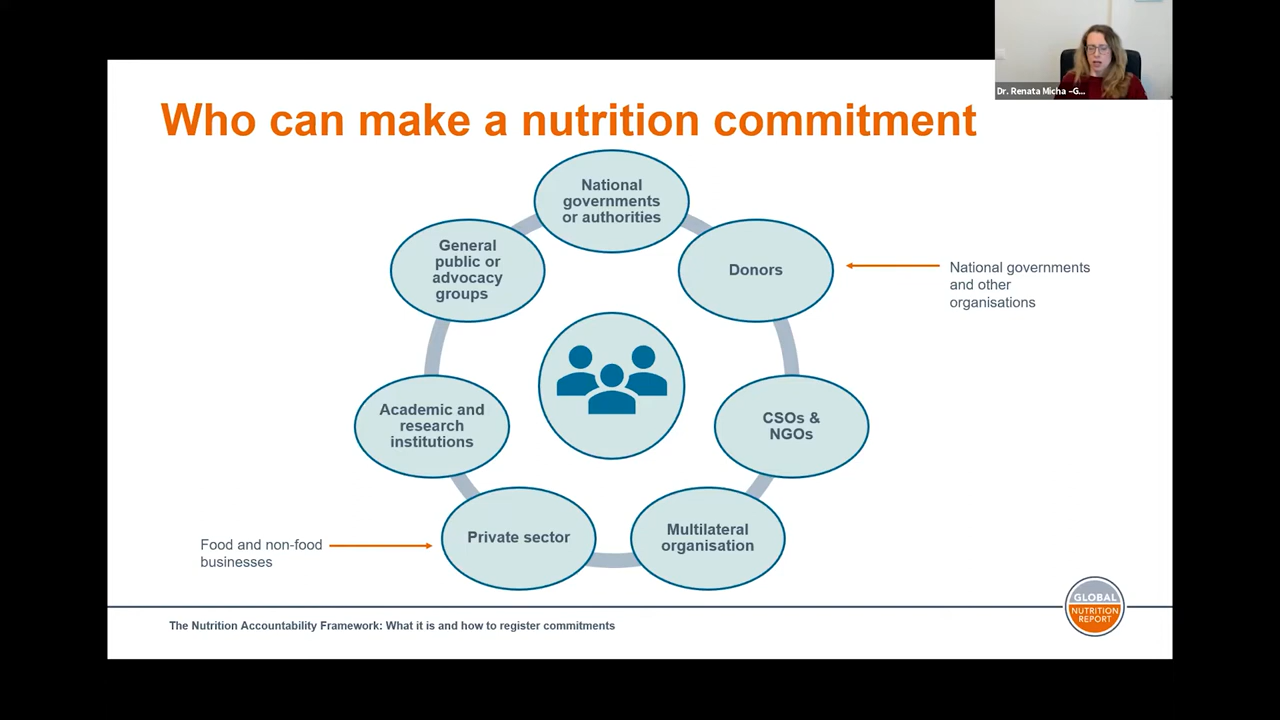 Dr. Renata Micha –G...
Who can make a nutrition commitment
National
governments
or authorities
General
public or
advocacy
groups
Donors
National governments
and other
organisations
Academic and
research
institutions
CSOs &
NGOs
Private sector
Multilateral
organisation
Food and non-food
businesses
The Nutrition Accountability Framework: What it is and how to register commitments
GLOBAL
NUTRITION
REPORT